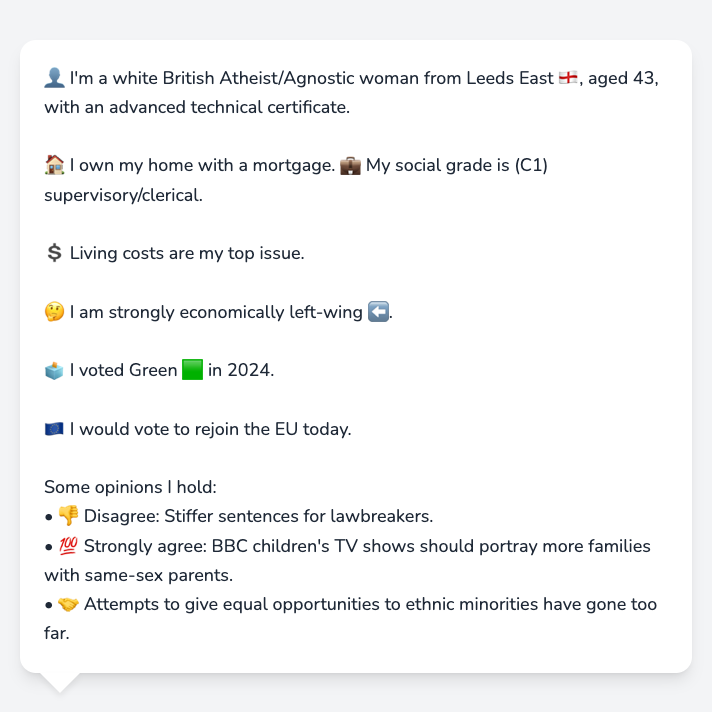 👤 I'm a white British Atheist/Agnostic woman from Leeds East 🏴󠁧󠁢󠁥󠁮󠁧󠁿, aged 43,
with an advanced technical certificate.
🏠 I own my home with a mortgage. 💼 My social grade is (C1)
supervisory/clerical.
💲 Living costs are my top issue.
🤔 I am strongly economically left-wing ⬅️.
🗳️ I voted Green 🟩 in 2024.
🇪🇺 I would vote to rejoin the EU today.
Some opinions I hold:
• 👎 Disagree: Stiffer sentences for lawbreakers.
• 💯 Strongly agree: BBC children's TV shows should portray more families
with same-sex parents.
• 🤝 Attempts to give equal opportunities to ethnic minorities have gone too
far.